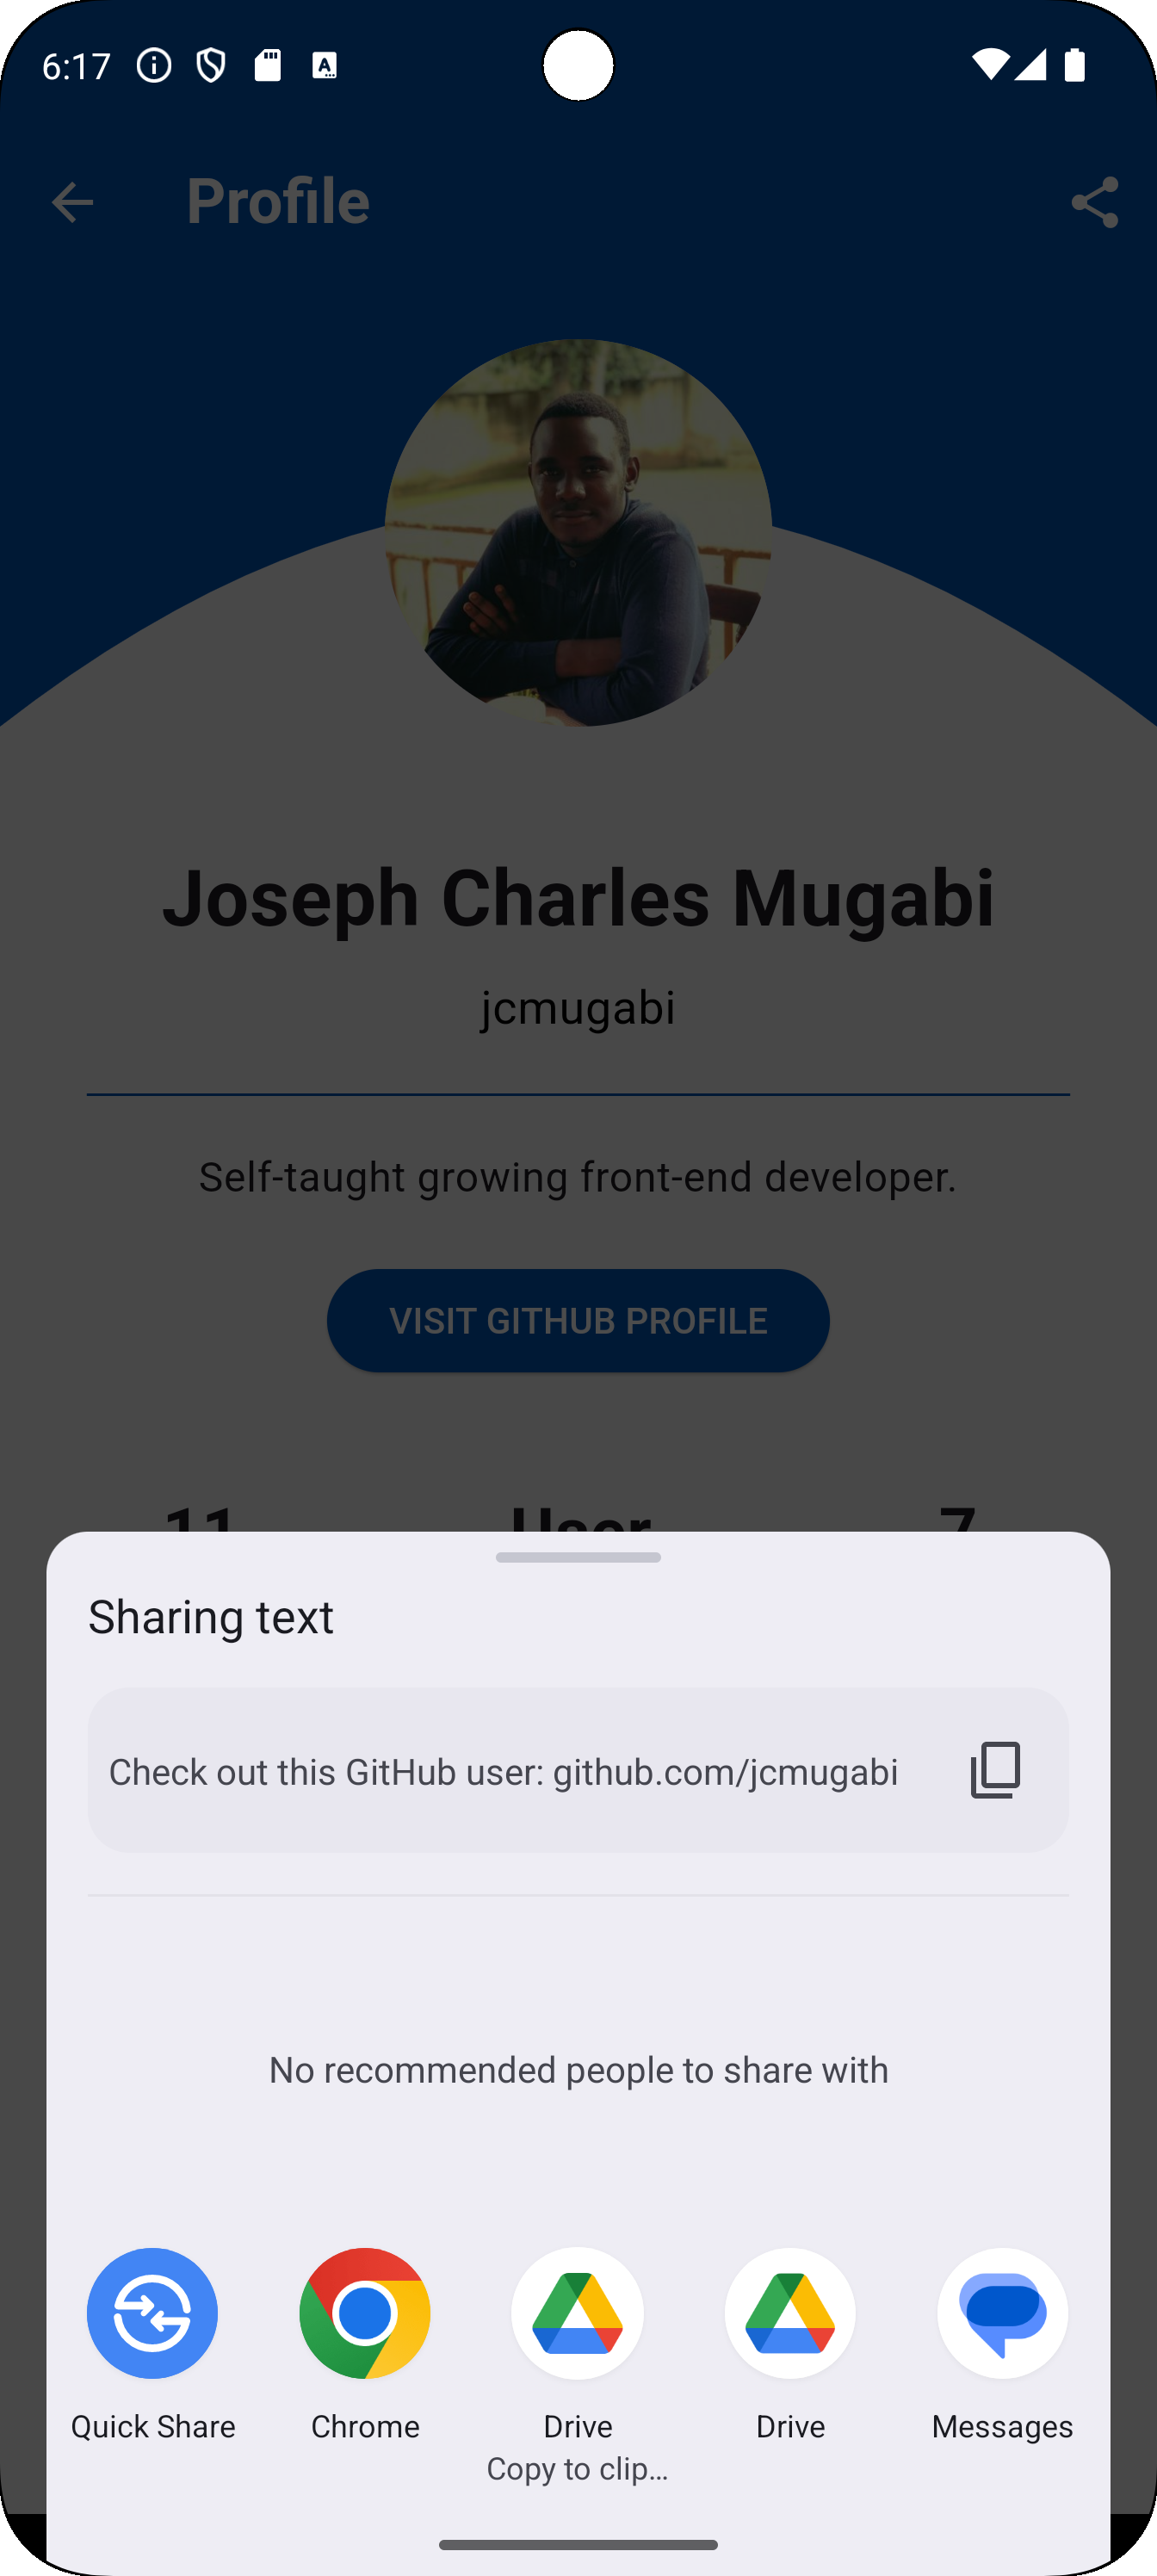 6:17
Profile
Joseph Charles Mugabi
jcmugabi
Self-taught growing front-end developer.
VISIT GITHUB PROFILE
11 User 7
Sharing text
Check out this GitHub user: github.com/jcmugabi
No recommended people to share with
Quick Share Chrome Drive Drive Messages
Copy to clip...